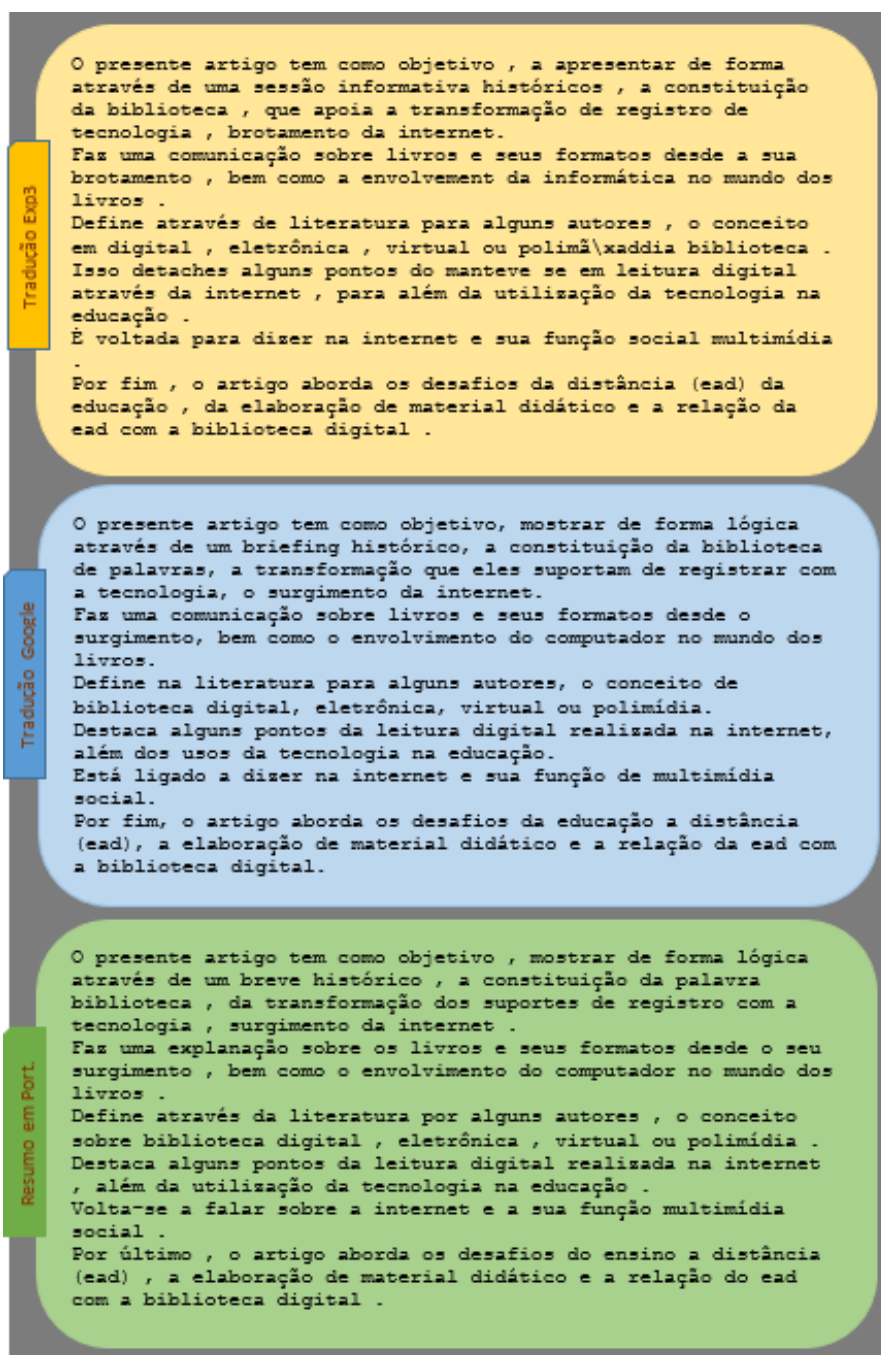 Tradução Exp3
O presente artigo tem como objetivo , a apresentar de forma
através de uma sessão informativa históricos , a constituição
da biblioteca , que apoia a transformação de registro de
tecnologia , brotamento da internet.
Faz uma comunicação sobre livros e seus formatos desde a sua
brotamento , bem como a envolvement da informática no mundo dos
livros .
Define através de literatura para alguns autores , o conceito
em digital , eletrônica , virtual ou polimã\xaddia biblioteca .
Isso detaches alguns pontos do manteve se em leitura digital
através da internet , para além da utilização da tecnologia na
educação .
È voltada para dizer na internet e sua função social multimídia
.
Por fim , o artigo aborda os desafios da distância (ead) da
educação , da elaboração de material didático e a relação da
ead com a biblioteca digital .
Tradução Google
O presente artigo tem como objetivo, mostrar de forma lógica
através de um briefing histórico, a constituição da biblioteca
de palavras, a transformação que eles suportam de registrar com
a tecnologia, o surgimento da internet.
Faz uma comunicação sobre livros e seus formatos desde o
surgimento, bem como o envolvimento do computador no mundo dos
livros.
Define na literatura para alguns autores, o conceito de
biblioteca digital, eletrônica, virtual ou polimídia.
Destaca alguns pontos da leitura digital realizada na internet,
além dos usos da tecnologia na educação.
Está ligado a dizer na internet e sua função de multimídia
social.
Por fim, o artigo aborda os desafios da educação a distância
(ead), a elaboração de material didático e a relação da ead com
a biblioteca digital.
Resumo em Port.
O presente artigo tem como objetivo , mostrar de forma lógica
através de um breve histórico , a constituição da palavra
biblioteca , da transformação dos suportes de registro com a
tecnologia , surgimento da internet .
Faz uma explanação sobre os livros e seus formatos desde o seu
surgimento , bem como o envolvimento do computador no mundo dos
livros .
Define através da literatura por alguns autores , o conceito
sobre biblioteca digital , eletrônica , virtual ou polimídia .
Destaca alguns pontos da leitura digital realizada na internet
, além da utilização da tecnologia na educação .
Volta-se a falar sobre a internet e a sua função multimídia
social .
Por último , o artigo aborda os desafios do ensino a distância
(ead) , a elaboração de material didático e a relação do ead
com a biblioteca digital .